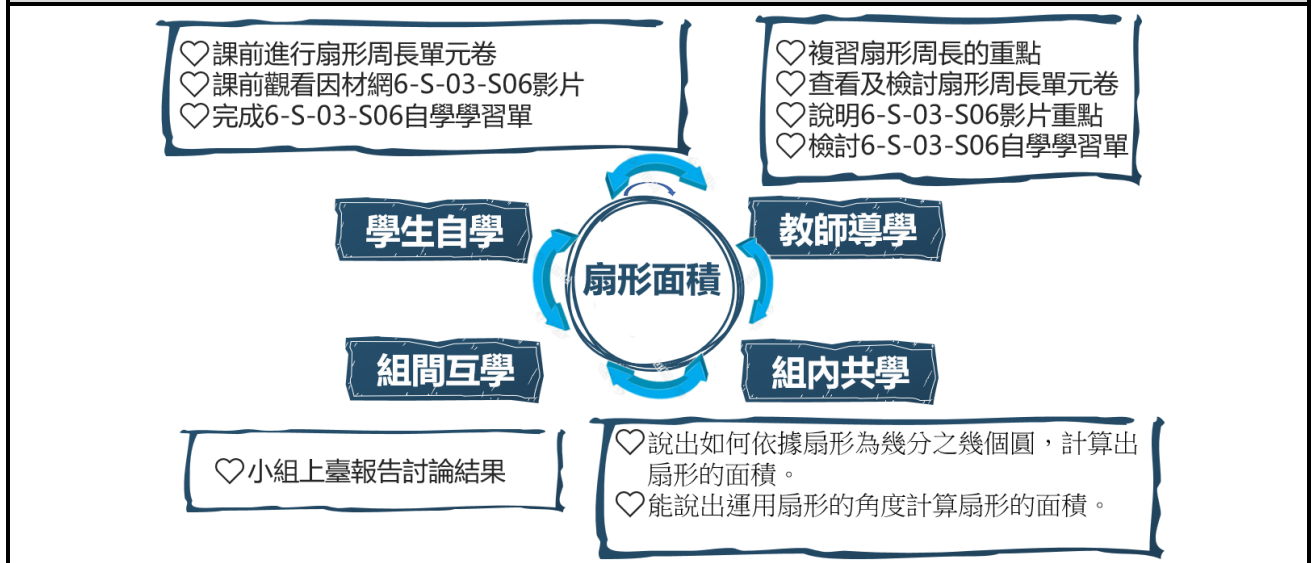 ♡課前進行扇形周長單元卷
♡課前觀看因材網6-S-03-S06影片
♡完成6-S-03-S06自學學習單
♡複習扇形周長的重點
♡查看及檢討扇形周長單元卷
♡說明6-S-03-S06影片重點
♡檢討6-S-03-S06自學學習單
學生自學
教師導學
扇形面積
組間互學
組內共學
♡小組上臺報告討論結果
♡說出如何依據扇形為幾分之幾個圓，計算出
扇形的面積。
♡能說出運用扇形的角度計算扇形的面積。